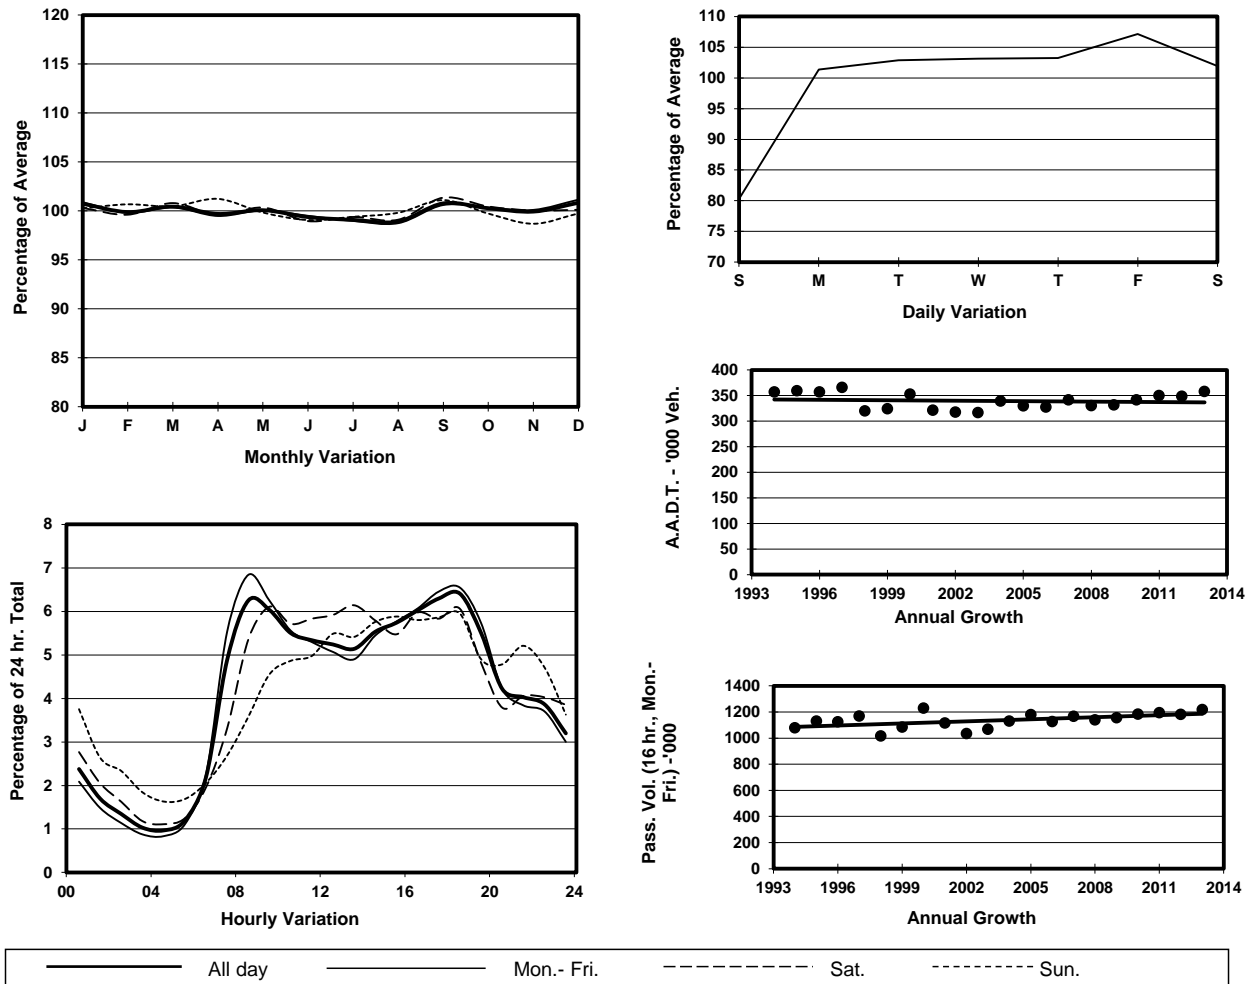 120
115
110
105
100
95
90
85
80
Percentage of Average
J F M A M J J A S O N D
Monthly Variation
110
105
100
95
90
85
80
75
70
Percentage of Average
S M T W T F S
Daily Variation
400
350
300
250
200
150
100
50
0
A.A.D.T. - '000 Veh.
1993 1996 1999 2002 2005 2008 2011 2014
Annual Growth
8
7
6
5
4
3
2
1
0
Percentage of 24 hr. Total
00 04 08 12 16 20 24
Hourly Variation
1400
1200
1000
800
600
400
200
0
Pass. Vol. (16 hr., Mon.-
Fri.) -'000
1993 1996 1999 2002 2005 2008 2011 2014
Annual Growth
All day Mon.- Fri. Sat. Sun.